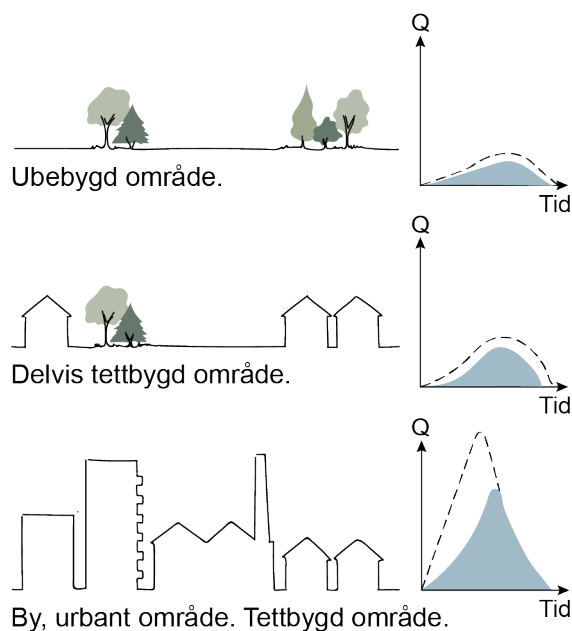 Q
Ubebygd område.
Tid
Q
Delvis tettbygd område.
Tid
Q
By, urbant område. Tettbygd område.
Tid